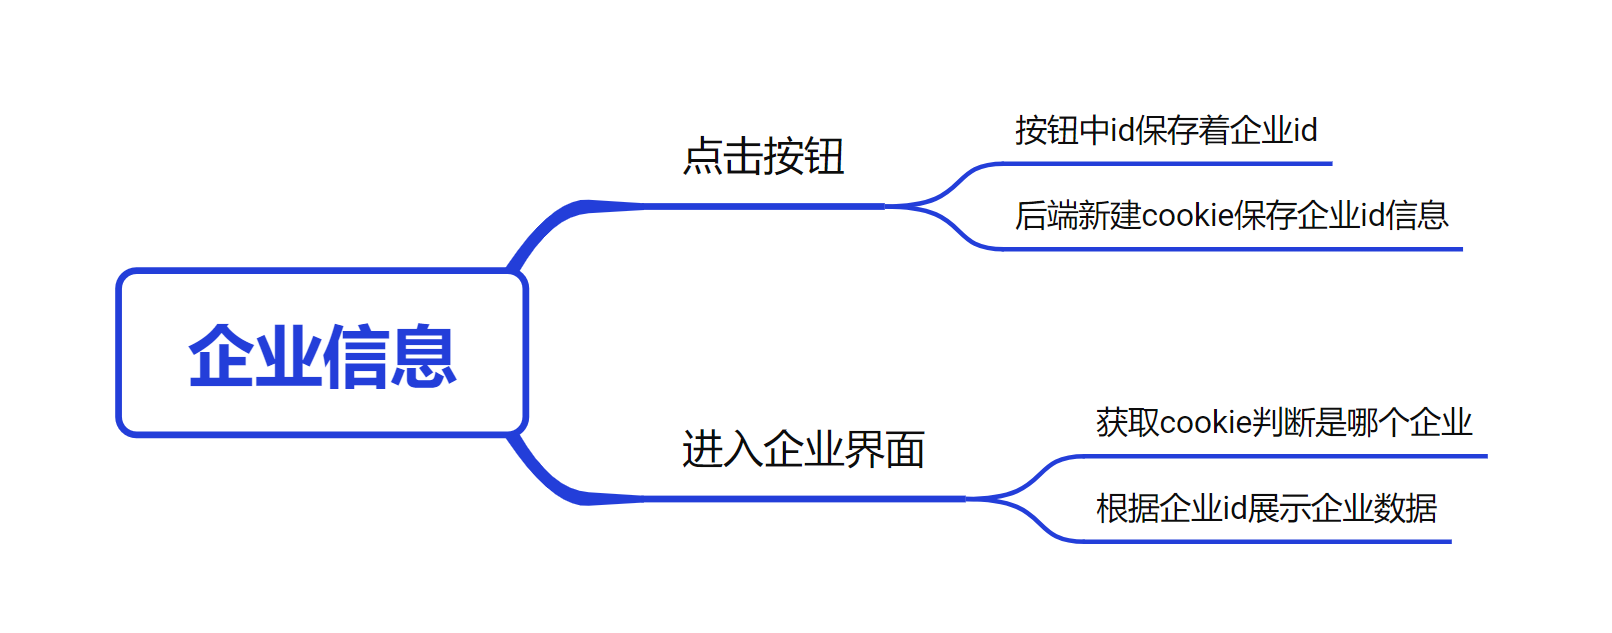 企业信息
点击按钮
按钮中id保存着企业id
后端新建cookie保存企业id信息
进入企业界面
获取cookie判断是哪个企业
根据企业id展示企业数据